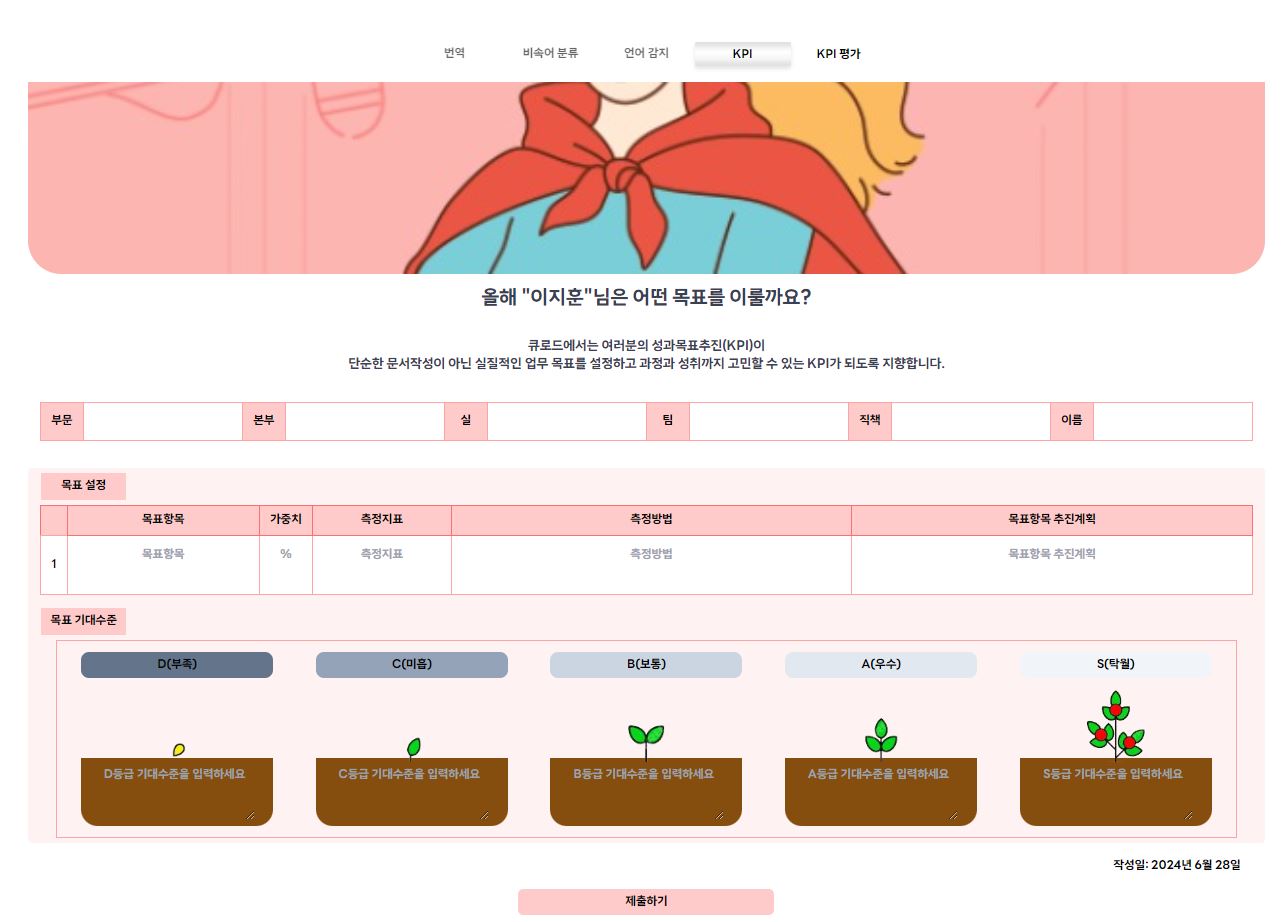 번역 비속어 분류 언어 감지 KPI KPI 평가
올해 "이지훈"님은 어떤 목표를 이룰까요?
큐로드에서는 여러분의 성과목표추진(KPI)이
단순한 문서작성이 아닌 실질적인 업무 목표를 설정하고 과정과 성취까지 고민할 수 있는 KPI가 되도록 지향합니다.
부문 본부 실 팀 직책 이름
목표 설정
목표항목 가중치 측정지표 측정방법 목표항목 추진계획
1 목표항목 % 측정지표 측정방법 목표항목 추진계획
목표 기대수준
D(부족) C(미흡) B(보통) A(우수) S(탁월)
D등급 기대수준을 입력하세요 C등급 기대수준을 입력하세요 B등급 기대수준을 입력하세요 A등급 기대수준을 입력하세요 S등급 기대수준을 입력하세요
작성일: 2024년 6월 28일
제출하기